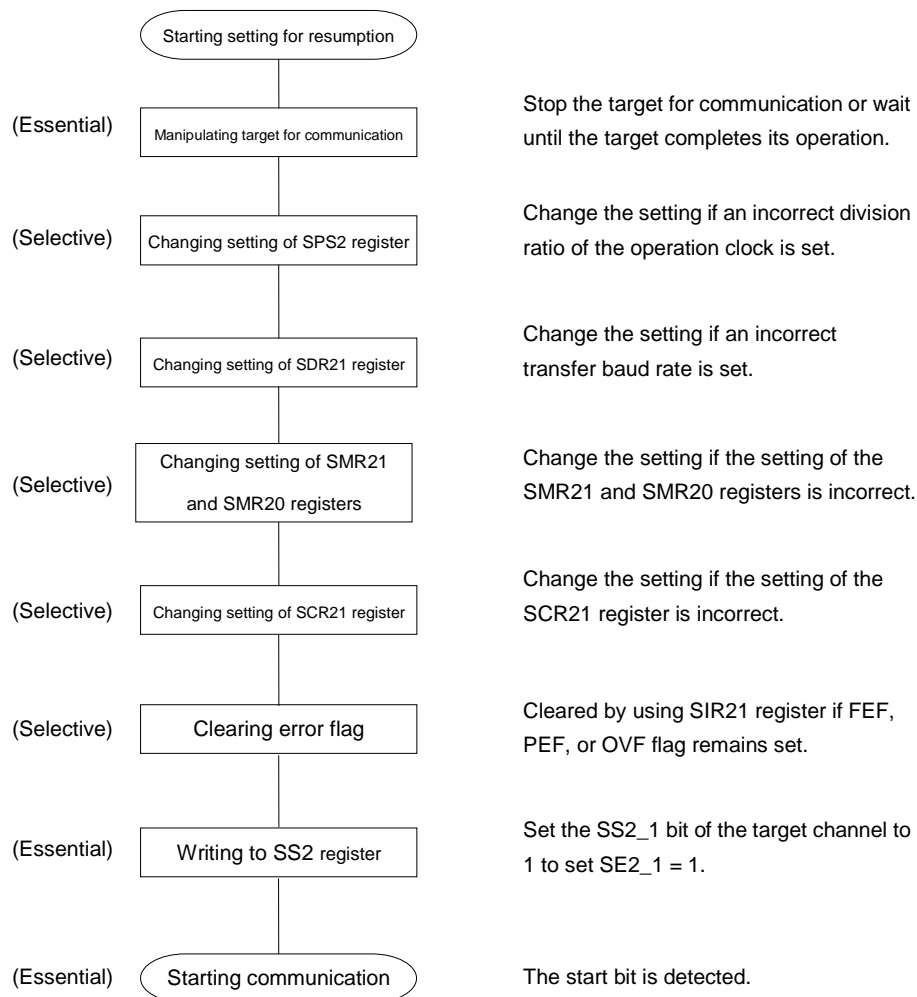 Starting setting for resumption
(Essential)
Manipulating target for communication
Stop the target for communication or wait
until the target completes its operation.
(Selective)
Changing setting of SPS2 register
Change the setting if an incorrect division
ratio of the operation clock is set.
(Selective)
Changing setting of SDR21 register
Change the setting if an incorrect
transfer baud rate is set.
(Selective)
Changing setting of SMR21
and SMR20 registers
Change the setting if the setting of the
SMR21 and SMR20 registers is incorrect.
(Selective)
Changing setting of SCR21 register
Change the setting if the setting of the
SCR21 register is incorrect.
(Selective)
Clearing error flag
Cleared by using SIR21 register if FEF,
PEF, or OVF flag remains set.
(Essential)
Writing to SS2 register
Set the SS2_1 bit of the target channel to
1 to set SE2_1 = 1.
(Essential)
Starting communication
The start bit is detected.